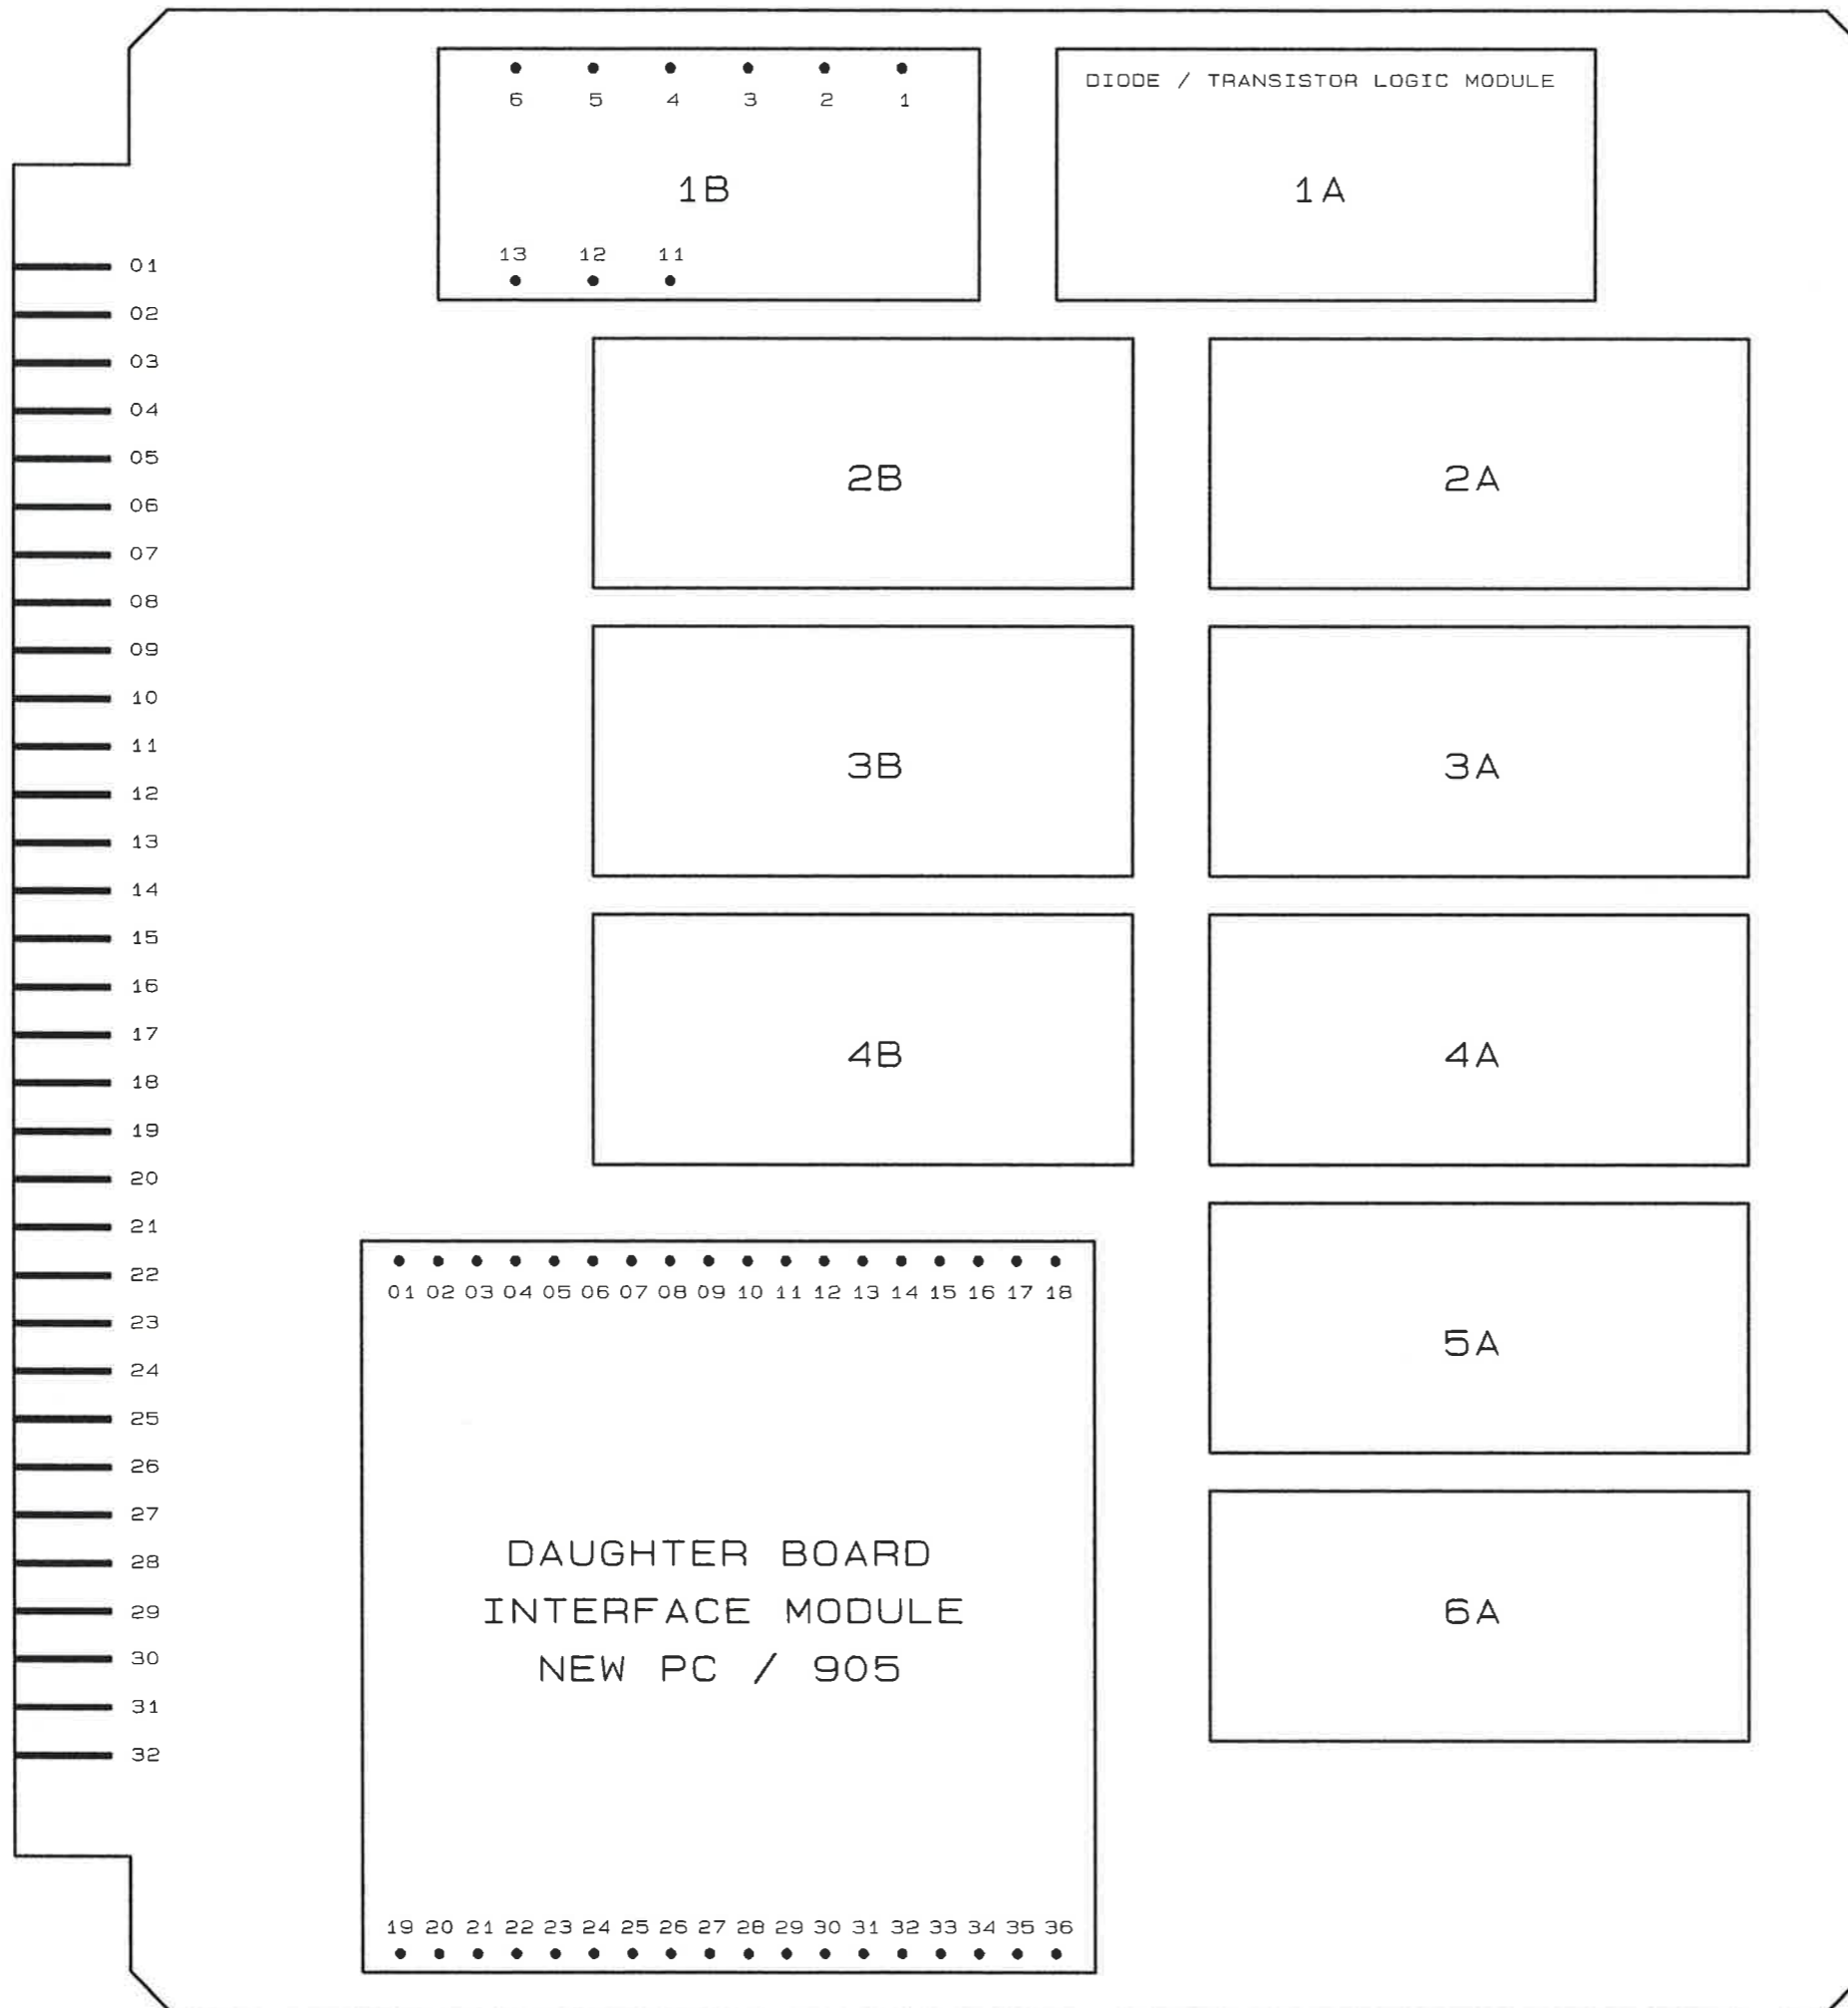 6 5 4 3 2 1
DIODE / TRANSISTOR LOGIC MODULE
1B
1A
13 12 11
01
02
03
04
05
06
07
08
09
10
11
12
13
14
15
16
17
18
19
20
21
22
23
24
25
26
27
28
29
30
31
32
2B
2A
3B
3A
4B
4A
5A
6A
01 02 03 04 05 06 07 08 09 10 11 12 13 14 15 16 17 18
DAUGHTER BOARD
INTERFACE MODULE
NEW PC / 905
19 20 21 22 23 24 25 26 27 28 29 30 31 32 33 34 35 36